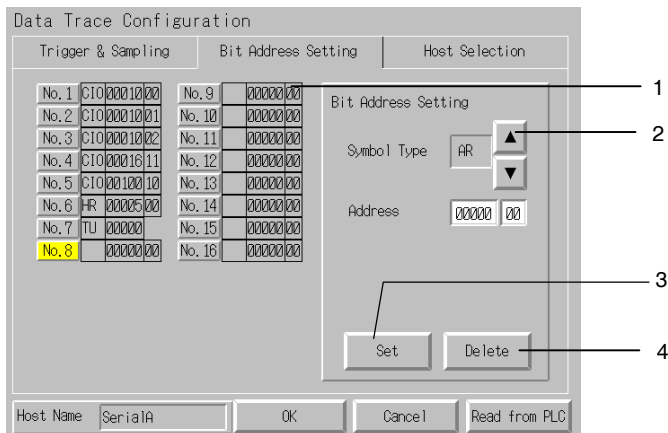 Data Trace Configuration
Trigger & Sampling Bit Address Setting Host Selection
No.1 CIO 00010 00 No.9 00000 00 1
No.2 CIO 00010 01 No.10 00000 00
No.3 CIO 00010 02 No.11 00000 00
No.4 CIO 00016 11 No.12 00000 00
No.5 CIO 00100 10 No.13 00000 00
No.6 HR 00005 00 No.14 00000 00
No.7 TU 00000 No.15 00000 00
No.8 00000 00 No.16 00000 00
Bit Address Setting
Symbol Type AR ▲ 2
▼
Address 00000 00
3
Set Delete 4
Host Name SerialA OK Cancel Read from PLC